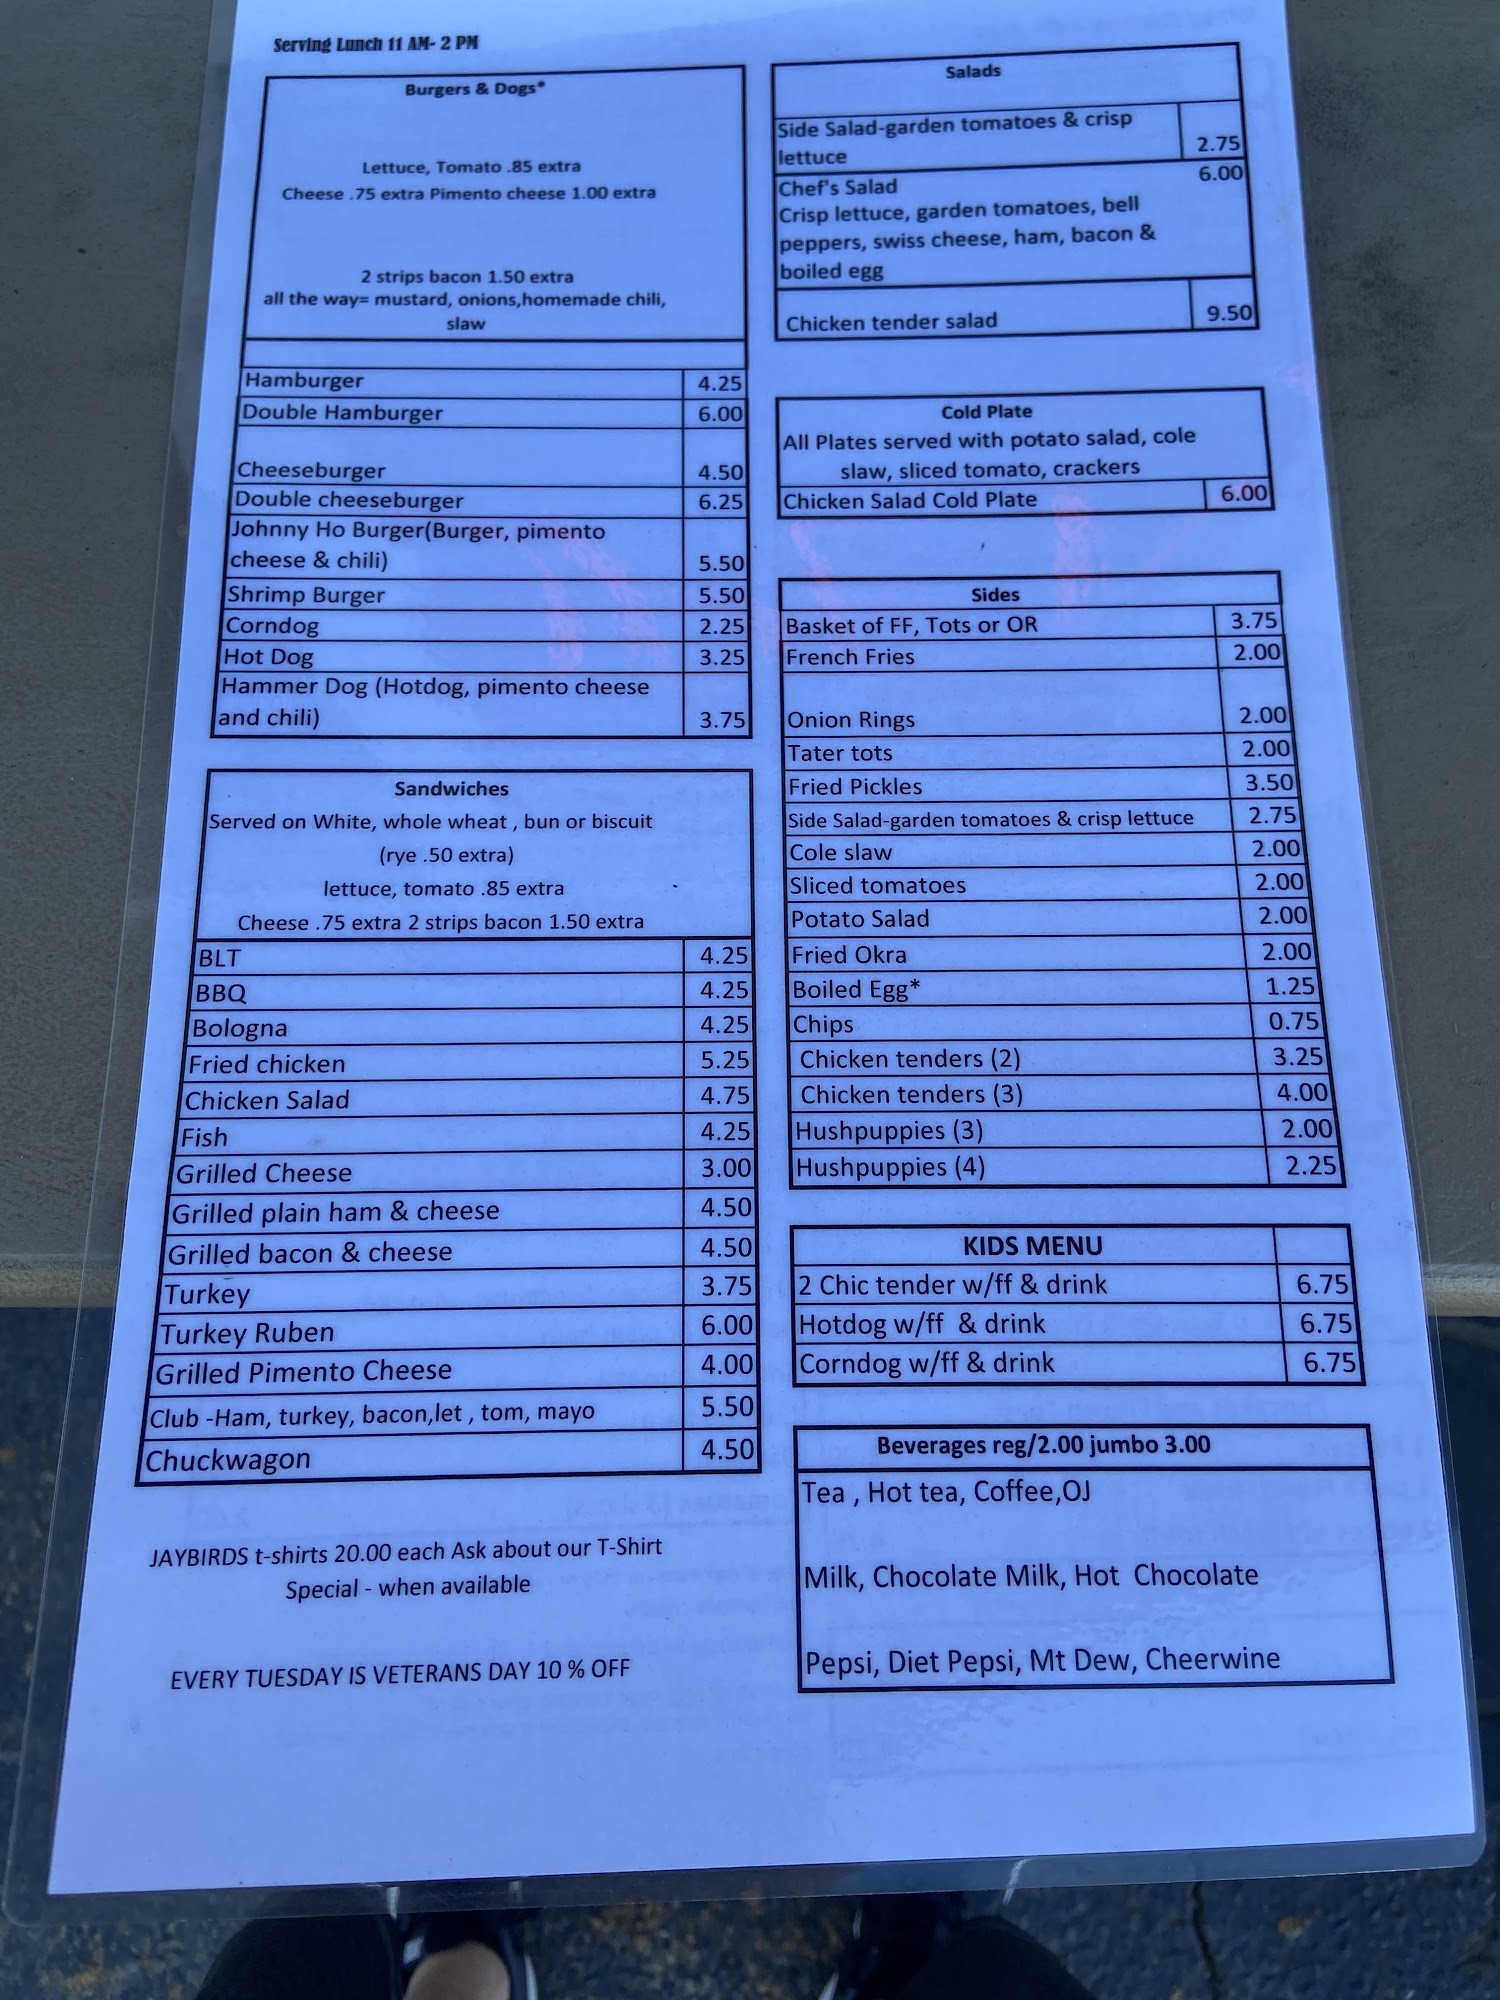 Serving Lunch 11 AM- 2 PM
Burgers & Dogs*
Lettuce, Tomato .85 extra
Cheese .75 extra Pimento cheese 1.00 extra
2 strips bacon 1.50 extra
all the way= mustard, onions,homemade chili,
slaw
Hamburger 4.25
Double Hamburger 6.00
Cheeseburger 4.50
Double cheeseburger 6.25
Johnny Ho Burger(Burger, pimento
cheese & chili) 5.50
Shrimp Burger 5.50
Corndog 2.25
Hot Dog 3.25
Hammer Dog (Hotdog, pimento cheese
and chili) 3.75
Sandwiches
Served on White, whole wheat , bun or biscuit
(rye .50 extra)
lettuce, tomato .85 extra
Cheese .75 extra 2 strips bacon 1.50 extra
BLT 4.25
BBQ 4.25
Bologna 4.25
Fried chicken 5.25
Chicken Salad 4.75
Fish 4.25
Grilled Cheese 3.00
Grilled plain ham & cheese 4.50
Grilled bacon & cheese 4.50
Turkey 3.75
Turkey Ruben 6.00
Grilled Pimento Cheese 4.00
Club -Ham, turkey, bacon,let , tom, mayo 5.50
Chuckwagon 4.50
JAYBIRDS t-shirts 20.00 each Ask about our T-Shirt
Special - when available
EVERY TUESDAY IS VETERANS DAY 10 % OFF
Salads
Side Salad-garden tomatoes & crisp
lettuce 2.75
Chef's Salad 6.00
Crisp lettuce, garden tomatoes, bell
peppers, swiss cheese, ham, bacon &
boiled egg
Chicken tender salad 9.50
Cold Plate
All Plates served with potato salad, cole
slaw, sliced tomato, crackers
Chicken Salad Cold Plate 6.00
Sides
Basket of FF, Tots or OR 3.75
French Fries 2.00
Onion Rings 2.00
Tater tots 2.00
Fried Pickles 3.50
Side Salad-garden tomatoes & crisp lettuce 2.75
Cole slaw 2.00
Sliced tomatoes 2.00
Potato Salad 2.00
Fried Okra 2.00
Boiled Egg* 1.25
Chips 0.75
Chicken tenders (2) 3.25
Chicken tenders (3) 4.00
Hushpuppies (3) 2.00
Hushpuppies (4) 2.25
KIDS MENU
2 Chic tender w/ff & drink 6.75
Hotdog w/ff & drink 6.75
Corndog w/ff & drink 6.75
Beverages reg/2.00 jumbo 3.00
Tea , Hot tea, Coffee,OJ
Milk, Chocolate Milk, Hot Chocolate
Pepsi, Diet Pepsi, Mt Dew, Cheerwine